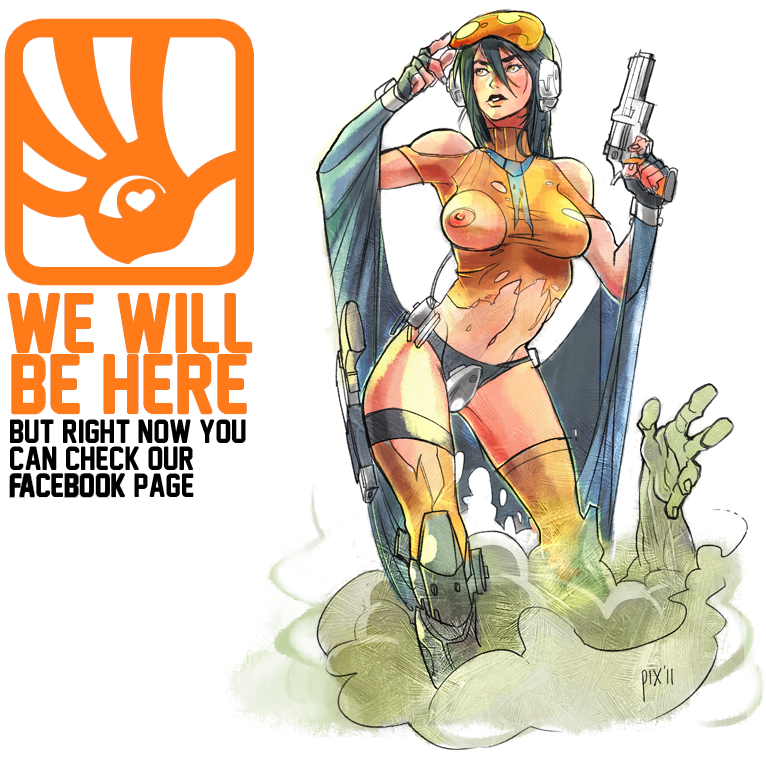 WE WILL
BE HERE
BUT RIGHT NOW YOU
CAN CHECK OUR
FACEBOOK PAGE
pix'11